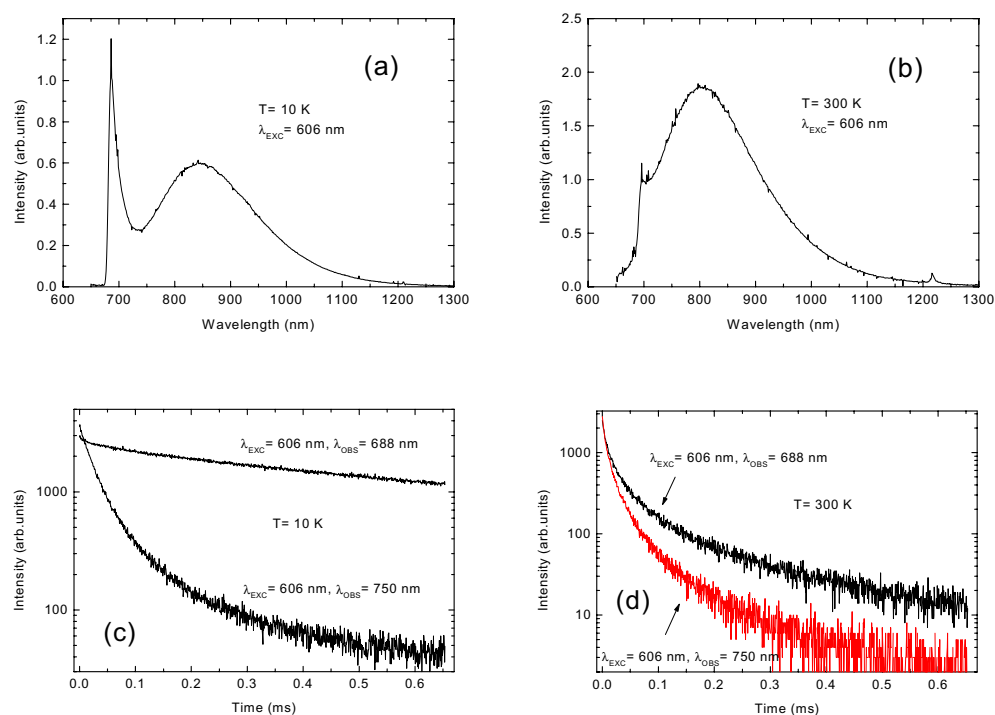 1.2
1.0
0.8
0.6
0.4
0.2
0.0
600 700 800 900 1000 1100 1200 1300
Intensity (arb.units)
Wavelength (nm)
(a)
T= 10 K
λEXC= 606 nm
2.5
2.0
1.5
1.0
0.5
0.0
600 700 800 900 1000 1100 1200 1300
Intensity (arb.units)
Wavelength (nm)
(b)
T= 300 K
λEXC= 606 nm
1000
100
0.0 0.1 0.2 0.3 0.4 0.5 0.6
Intensity (arb.units)
Time (ms)
λEXC= 606 nm, λOBS= 688 nm
T= 10 K
λEXC= 606 nm, λOBS= 750 nm
(c)
1000
100
10
0.0 0.1 0.2 0.3 0.4 0.5 0.6
Intensity (arb.units)
Time (ms)
λEXC= 606 nm, λOBS= 688 nm
T= 300 K
(d)
λEXC= 606 nm, λOBS= 750 nm